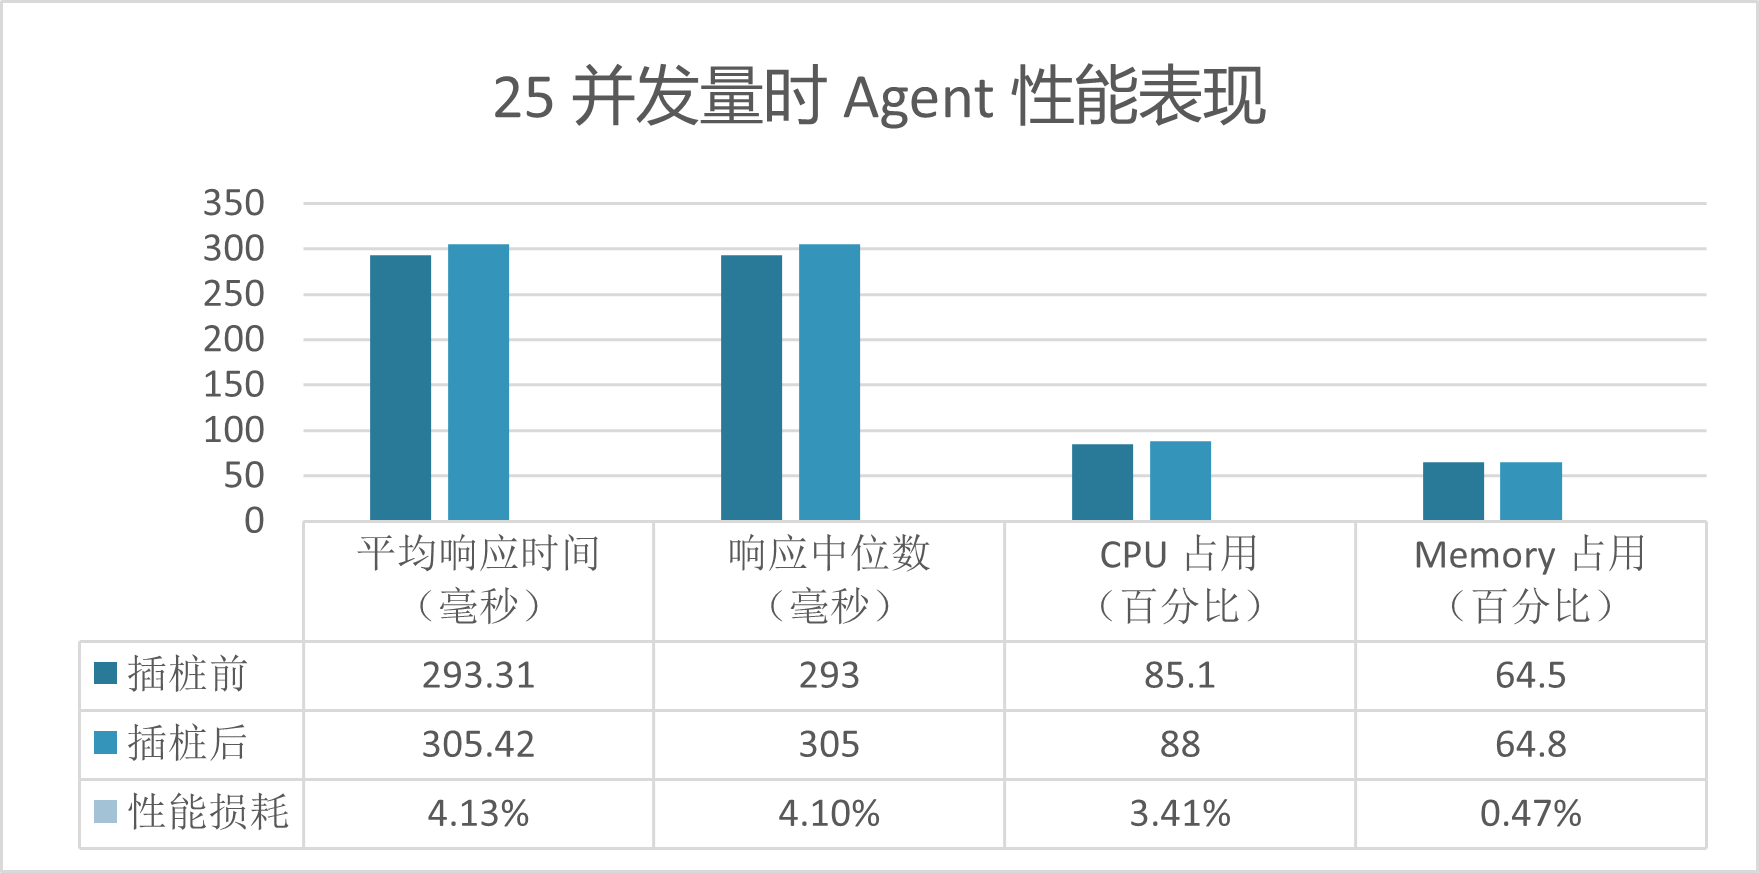 25 并发量时 Agent 性能表现
350
300
250
200
150
100
50
0
平均响应时间
（毫秒）
响应中位数
（毫秒）
CPU 占用
（百分比）
Memory 占用
（百分比）
插桩前 293.31 293 85.1 64.5
插桩后 305.42 305 88 64.8
性能损耗 4.13% 4.10% 3.41% 0.47%